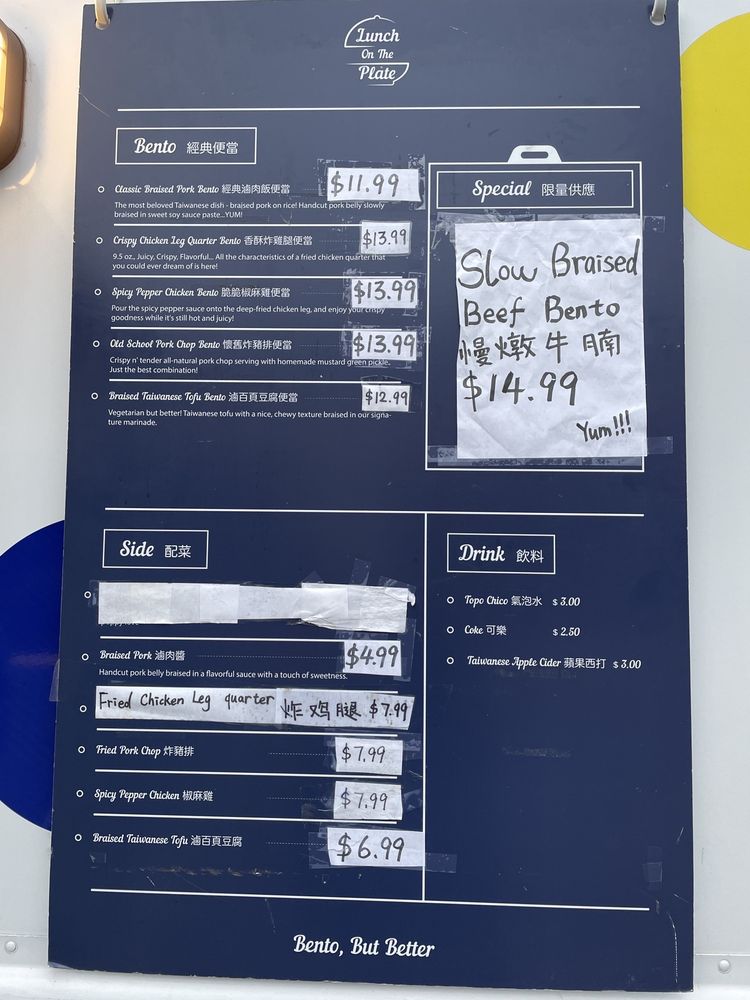 Lunch
On The
Plate
Bento 經典便當
Classic Braised Pork Bento 經典滷肉飯便當 $11.99
The most beloved Taiwanese dish - braised pork on rice! Handcut pork belly slowly
braised in sweet soy sauce paste...YUM!
Crispy Chicken Leg Quarter Bento 香酥炸雞腿便當 $13.99
9.5 oz., Juicy, Crispy, Flavorful... All the characteristics of a fried chicken quarter that
you could ever dream of is here!
Spicy Pepper Chicken Bento 脆脆椒麻雞便當 $13.99
Pour the spicy pepper sauce onto the deep-fried chicken leg, and enjoy your crispy
goodness while it's still hot and juicy!
Old School Pork Chop Bento 懷舊炸豬排便當 $13.99
Crispy n' tender all-natural pork chop serving with homemade mustard green pickle.
Just the best combination!
Braised Taiwanese Tofu Bento 滷百頁豆腐便當 $12.99
Vegetarian but better! Taiwanese tofu with a nice, chewy texture braised in our signa-
ture marinade.
Special 限量供應
Slow Braised
Beef Bento
慢燉牛腩
$14.99
Yum!!!
Side 配菜
Braised Pork 滷肉醬 $4.99
Handcut pork belly braised in a flavorful sauce with a touch of sweetness.
Fried Chicken Leg quarter 炸鸡腿 $7.99
Fried Pork Chop 炸豬排 $7.99
Spicy Pepper Chicken 椒麻雞 $7.99
Braised Taiwanese Tofu 滷百頁豆腐 $6.99
Drink 飲料
Topo Chico 氣泡水 $ 3.00
Coke 可樂 $ 2.50
Taiwanese Apple Cider 蘋果西打 $ 3.00
Bento, But Better